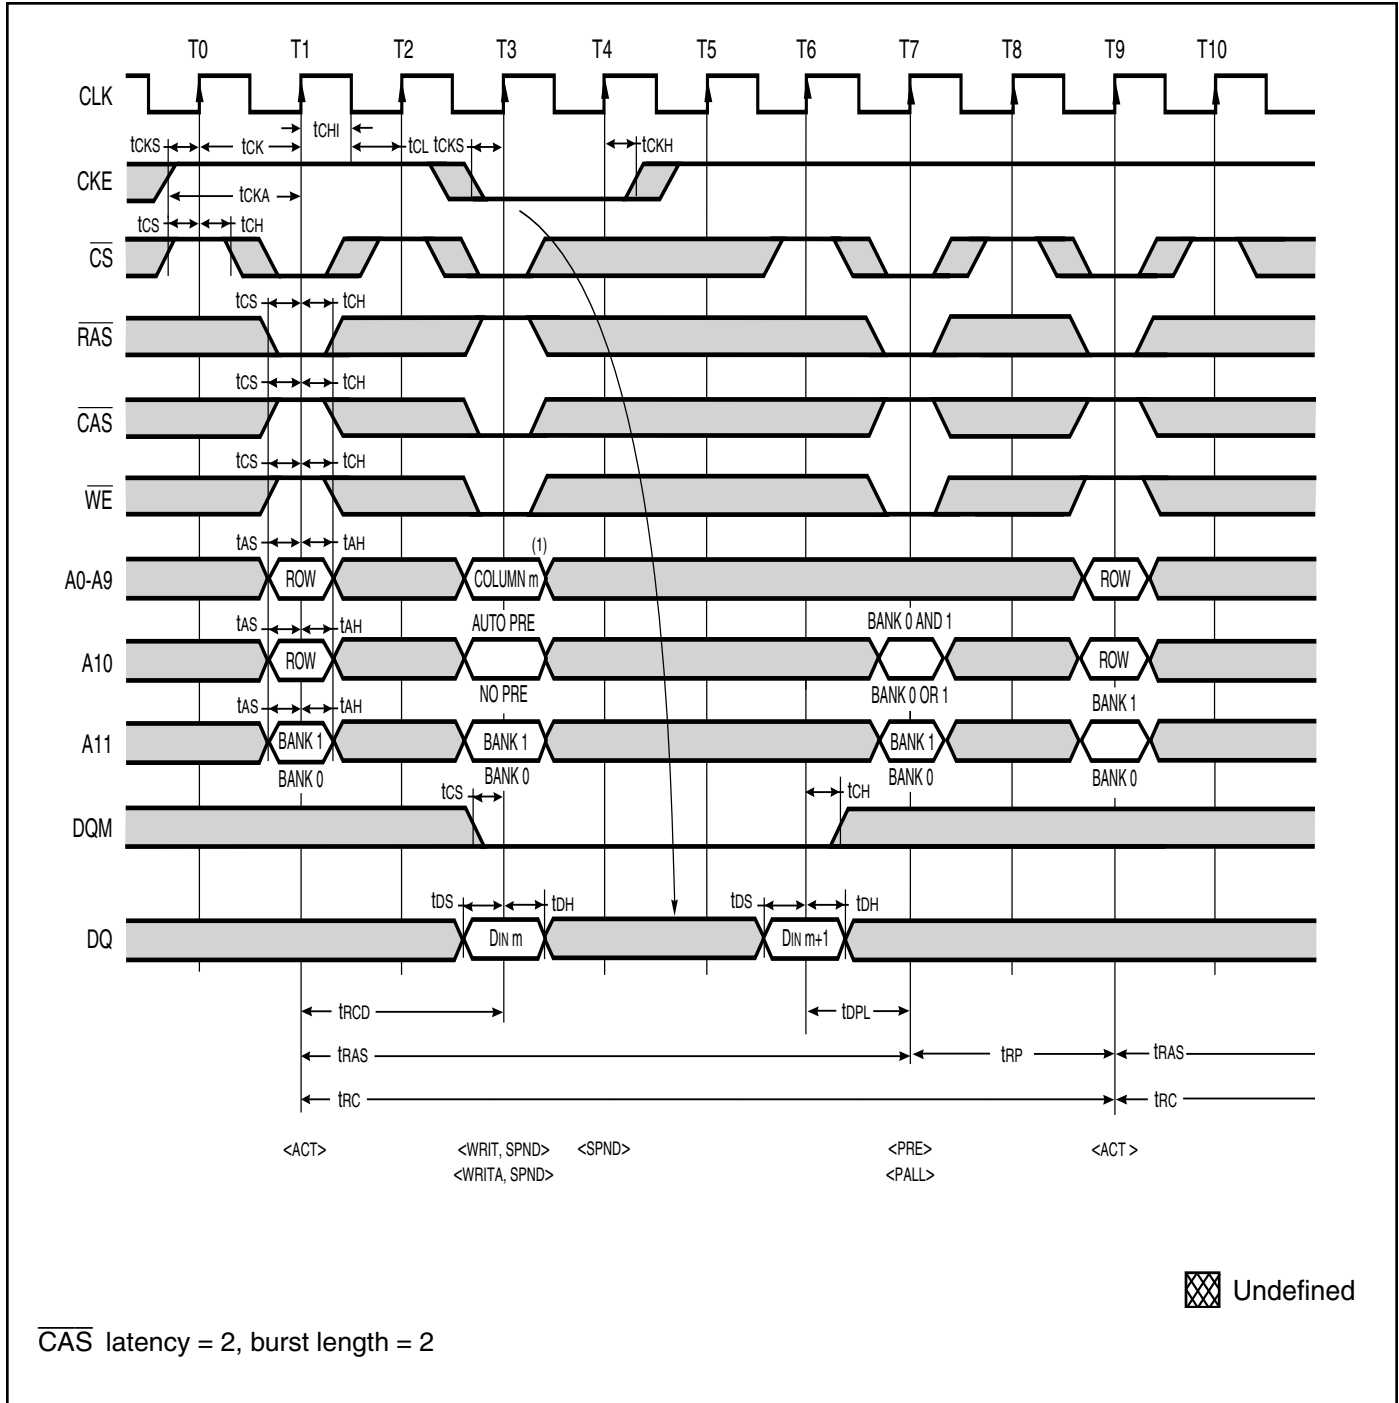 T0 T1 T2 T3 T4 T5 T6 T7 T8 T9 T10
CLK
tCHI
tCKS tCK tCL tCKS tCKH
CKE
tCKA
tCS tCH
CS
tCS tCH
RAS
tCS tCH
CAS
tCS tCH
WE
tAS tAH (1)
A0-A9 ROW COLUMN m ROW
tAS tAH AUTO PRE BANK 0 AND 1
A10 ROW ROW
tAS tAH NO PRE BANK 0 OR 1 BANK 1
A11 BANK 1 BANK 1 BANK 1
BANK 0 BANK 0 BANK 0 BANK 0
tCS tCH
DQM
tDS tDH tDS tDH
DQ DIN m DIN m+1
tRCD tDPL
tRAS tRP tRAS
tRC tRC
<ACT> <WRIT, SPND> <SPND> <PRE> <ACT >
<WRITA, SPND> <PALL>
Undefined
CAS latency = 2, burst length = 2